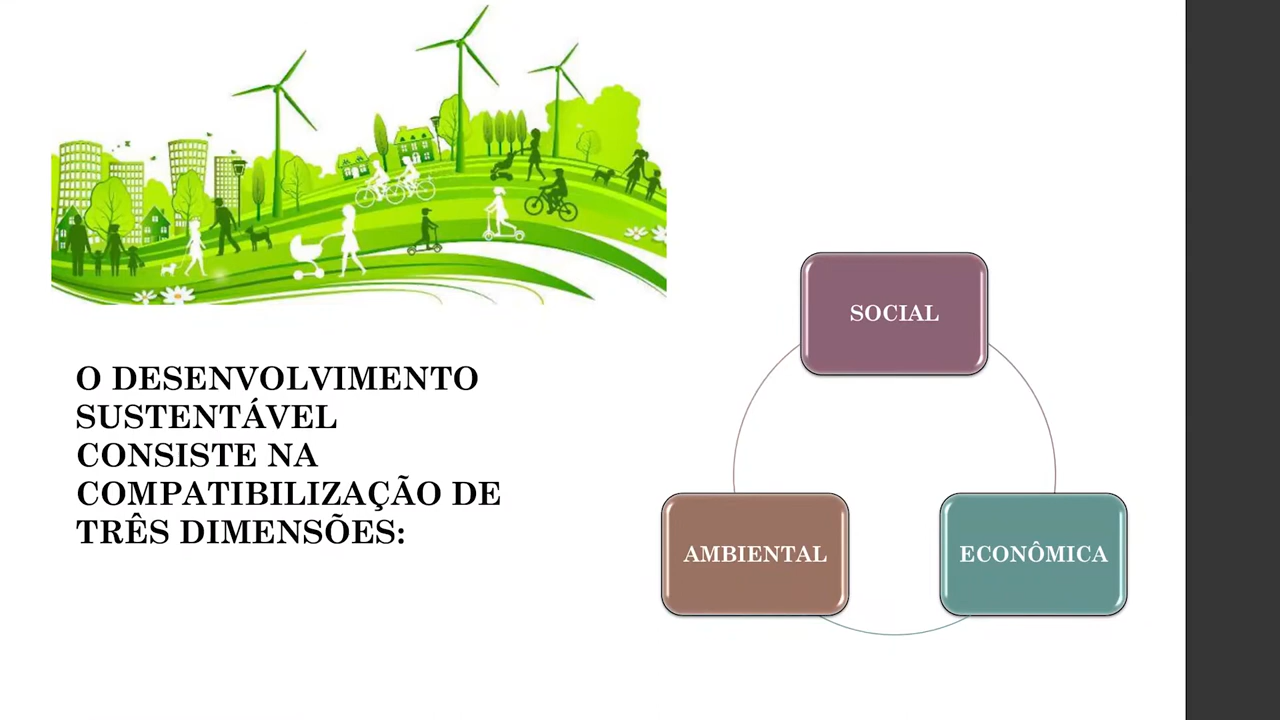 O DESENVOLVIMENTO
SUSTENTÁVEL
CONSISTE NA
COMPATIBILIZAÇÃO DE
TRÊS DIMENSÕES:
SOCIAL
AMBIENTAL
ECONÔMICA